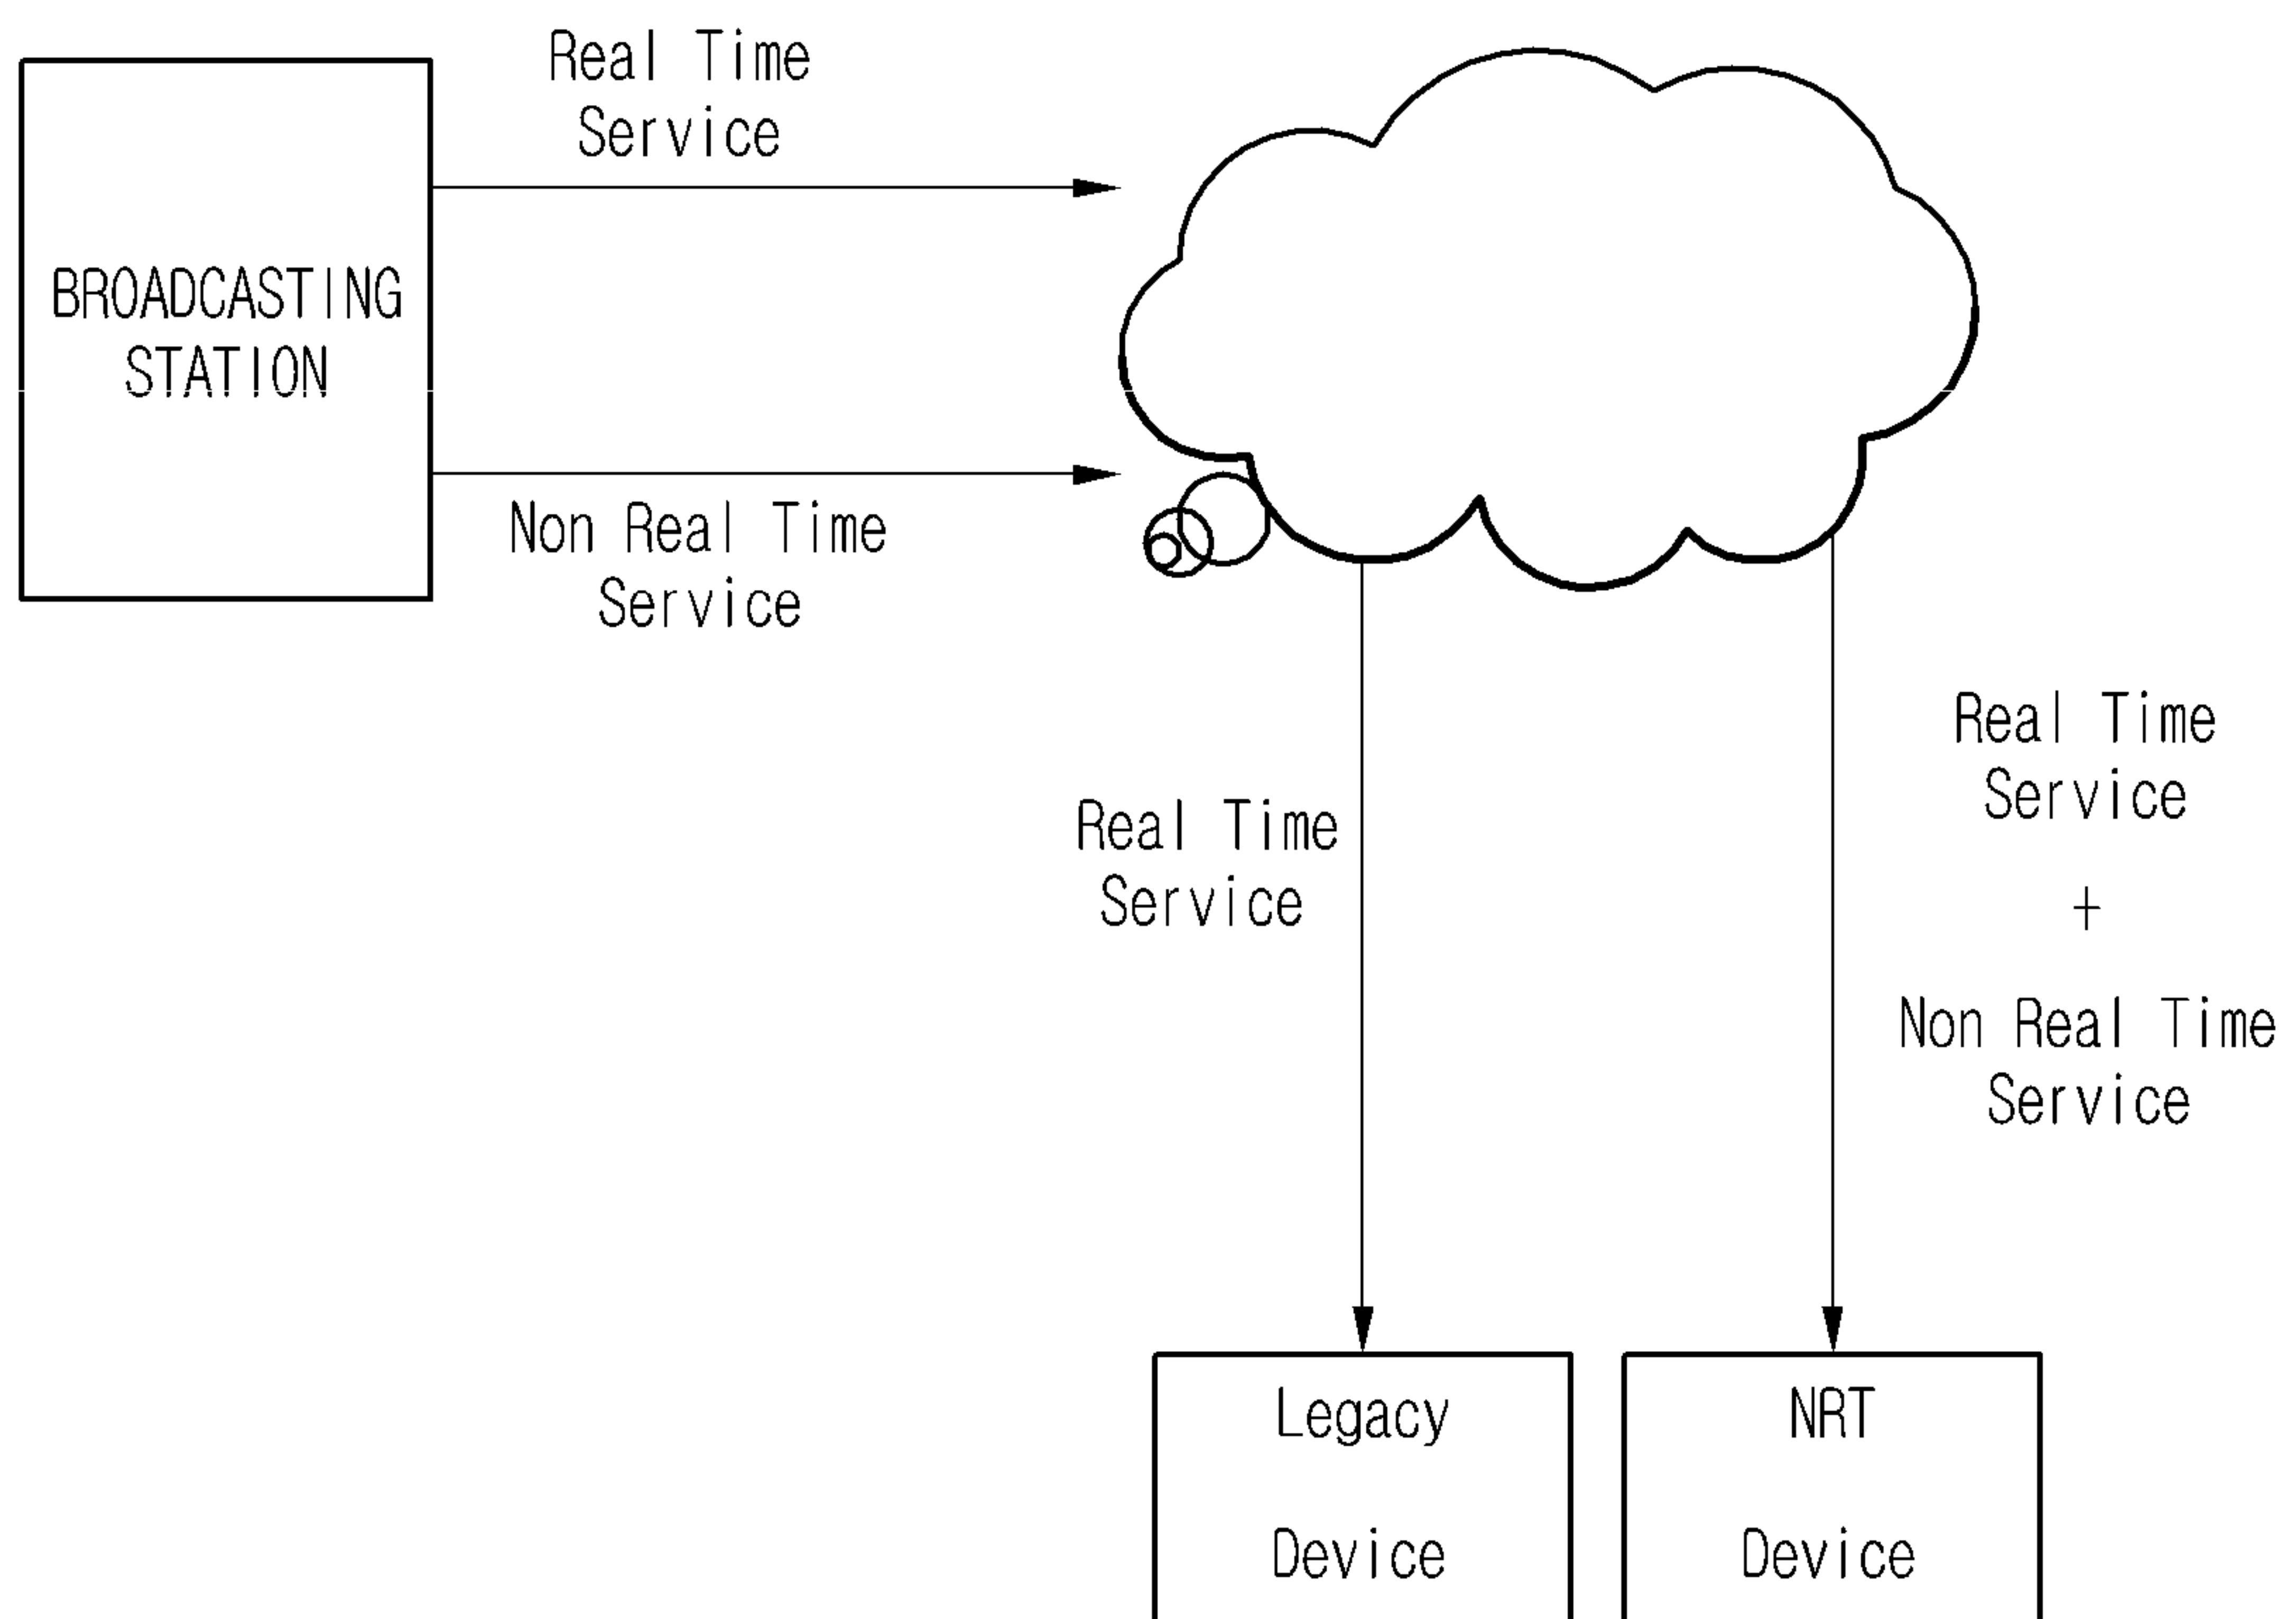 Real Time
Service
BROADCASTING
STATION
Non Real Time
Service
Real Time
Service
Real Time
Service
+
Non Real Time
Service
Legacy
Device
NRT
Device